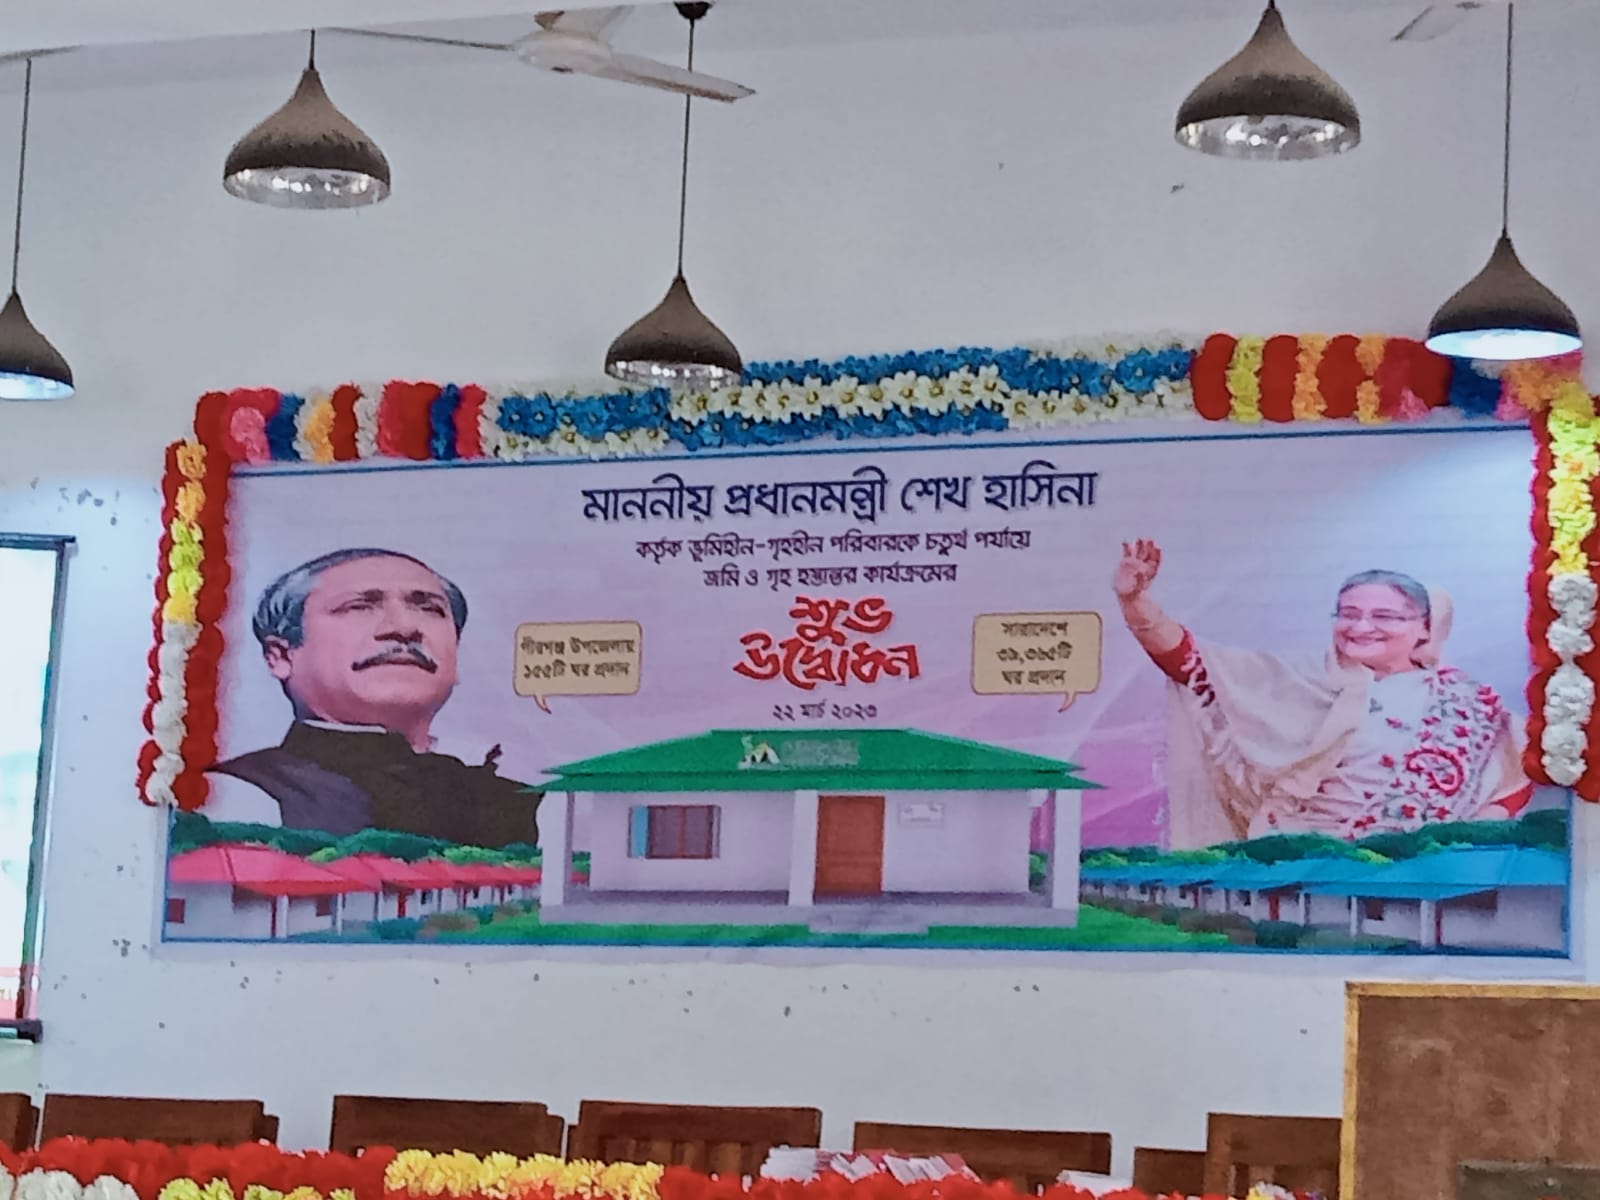 মাননীয় প্রধানমন্ত্রী শেখ হাসিনা
কর্তৃক ভূমিহীন-গৃহহীন পরিবারকে চতুর্থ পর্যায়ে
জমি ও গৃহ হস্তান্তর কার্যক্রমের
শুভ
উদ্বোধন
২২ মার্চ ২০২৩
পীরগঞ্জ উপজেলায়
১৫৫টি ঘর প্রদান
সারাদেশে
৩৯,৩৬৫টি
ঘর প্রদান